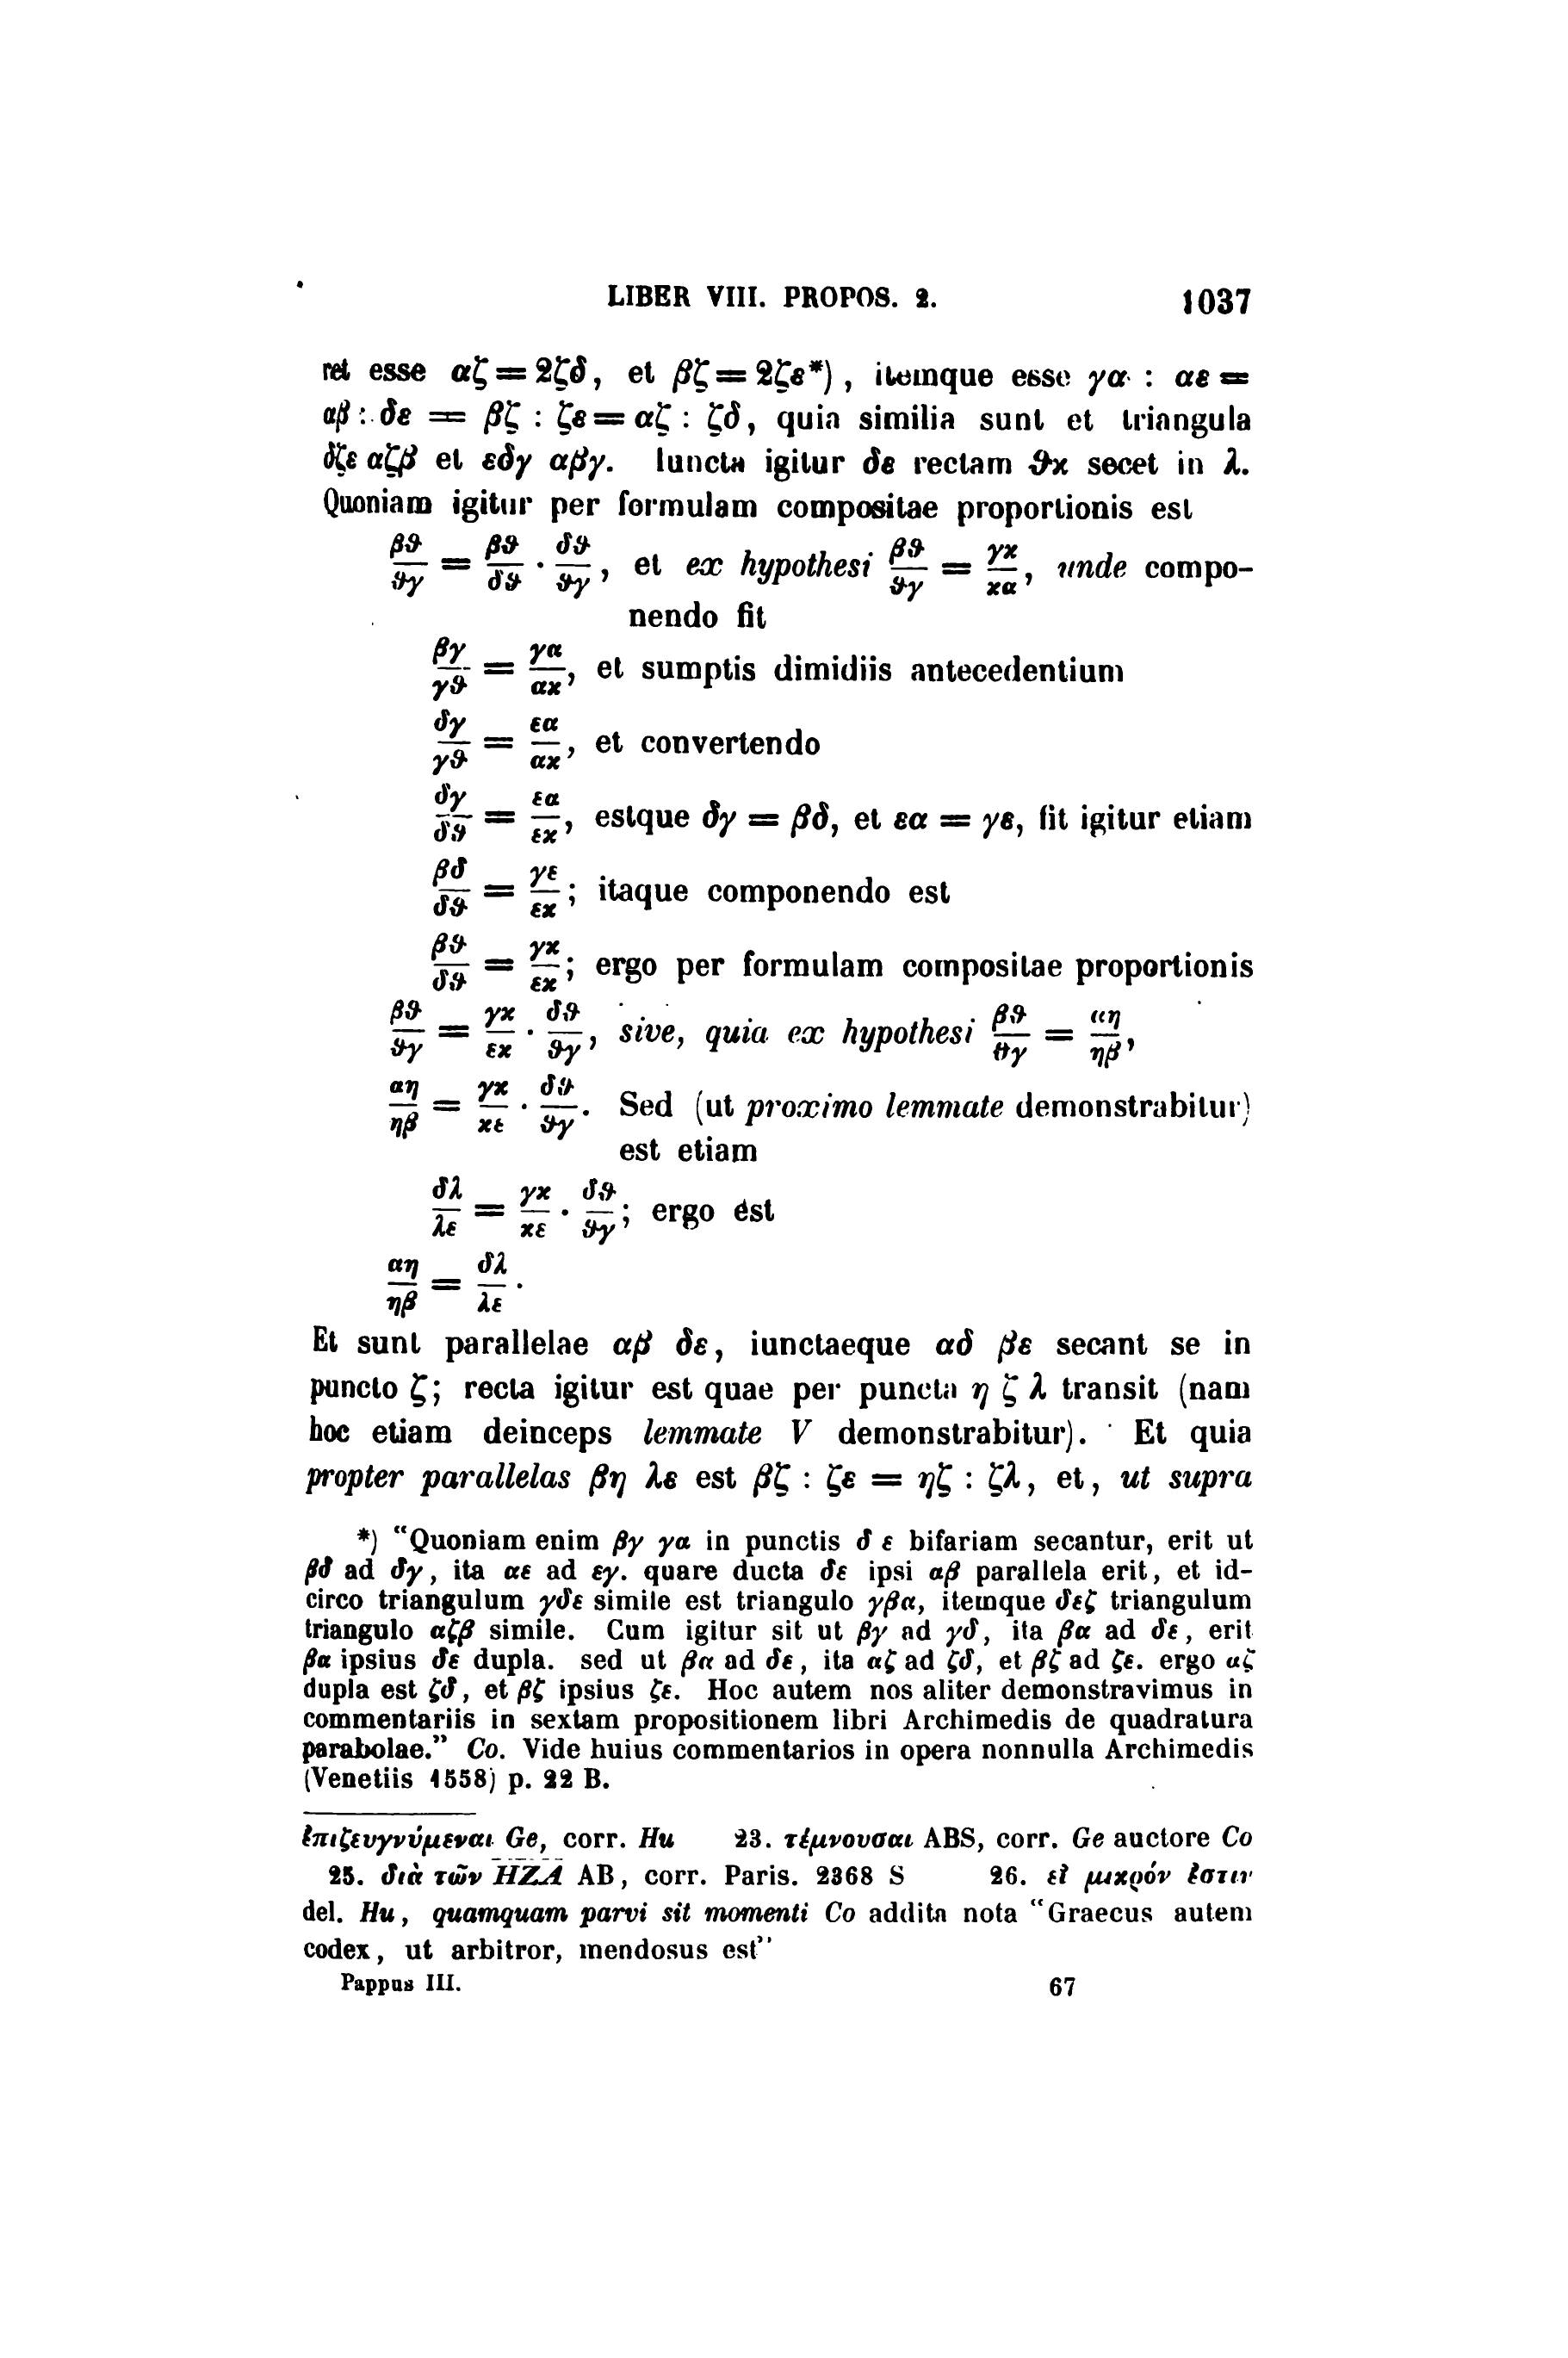 LIBER VIII. PROPOS. 2. 1037
ret esse αζ = 2ζδ, et βζ = 2ζε*), itemque esse γα : αε =
αβ : δε = βζ : ζε = αζ : ζδ, quia similia sunt et triangula
δζε αζβ et εδγ αβγ. Iuncta igitur δε rectam ϑκ secet in λ.
Quoniam igitur per formulam compositae proportionis est
βϑ/ϑγ = βϑ/δϑ · δϑ/ϑγ, et ex hypothesi βϑ/ϑγ = γκ/κα, unde compo-
nendo fit
βγ/γϑ = γα/ακ, et sumptis dimidiis antecedentium
δγ/γϑ = εα/ακ, et convertendo
δγ/δϑ = εα/εκ, estque δγ = βδ, et εα = γε, fit igitur etiam
βδ/δϑ = γε/εκ; itaque componendo est
βϑ/δϑ = γκ/εκ; ergo per formulam compositae proportionis
βϑ/ϑγ = γκ/εκ · δϑ/ϑγ, sive, quia ex hypothesi βϑ/ϑγ = αη/ηβ,
αη/ηβ = γκ/κε · δϑ/ϑγ. Sed (ut proximo lemmate demonstrabitur)
est etiam
δλ/λε = γκ/κε · δϑ/ϑγ; ergo est
αη/ηβ = δλ/λε.
Et sunt parallelae αβ δε, iunctaeque αδ βε secant se in
puncto ζ; recta igitur est quae per puncta η ζ λ transit (nam
hoc etiam deinceps lemmate V demonstrabitur). Et quia
propter parallelas βη λε est βζ : ζε = ηζ : ζλ, et, ut supra
*) "Quoniam enim βγ γα in punctis δ ε bifariam secantur, erit ut
βδ ad δγ, ita αε ad εγ. quare ducta δε ipsi αβ parallela erit, et id-
circo triangulum γδε simile est triangulo γβα, itemque δεζ triangulum
triangulo αζβ simile. Cum igitur sit ut βγ ad γδ, ita βα ad δε, erit
βα ipsius δε dupla. sed ut βα ad δε, ita αζ ad ζδ, et βζ ad ζε. ergo αζ
dupla est ζδ, et βζ ipsius ζε. Hoc autem nos aliter demonstravimus in
commentariis in sextam propositionem libri Archimedis de quadratura
parabolae." Co. Vide huius commentarios in opera nonnulla Archimedis
(Venetiis 1558) p. 22 B.
ἐπιζευγνύμεναι Ge, corr. Hu 23. τέμνουσαι ABS, corr. Ge auctore Co
25. διὰ τῶν ΗΖΛ AB, corr. Paris. 2368 S 26. εἰ μικρόν ἐστιν
del. Hu, quamquam parvi sit momenti Co addita nota "Graecus autem
codex, ut arbitror, mendosus est"
Pappus III. 67